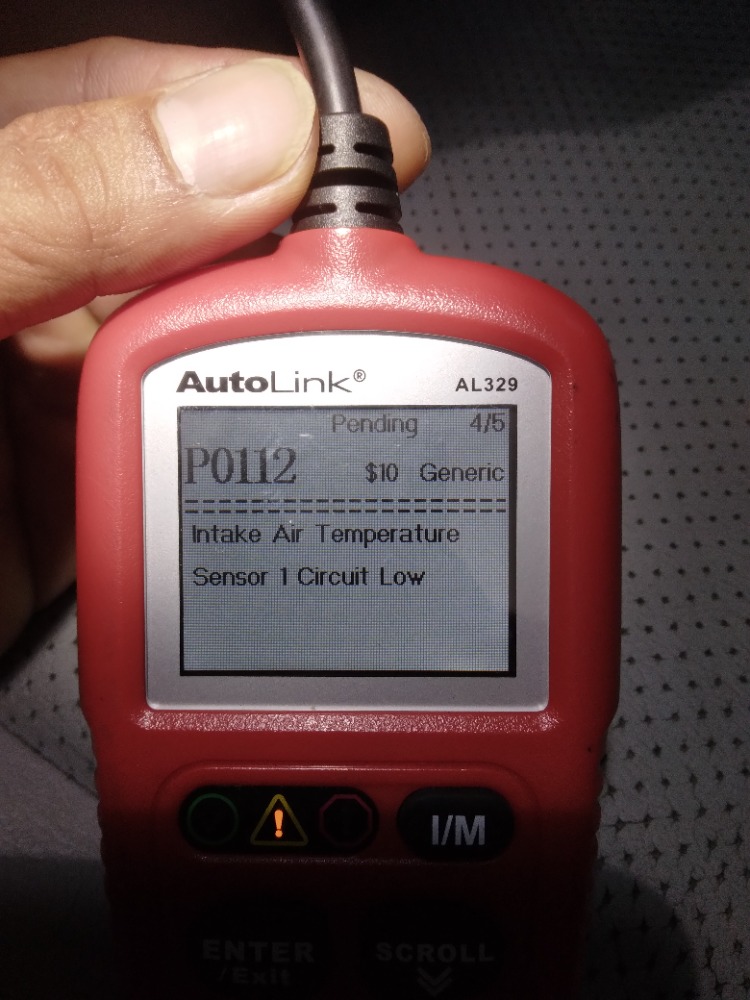 AutoLink® AL329
Pending 4/5
P0112 $10 Generic
Intake Air Temperature
Sensor 1 Circuit Low
!
I/M
ENTER SCROLL
/Exit